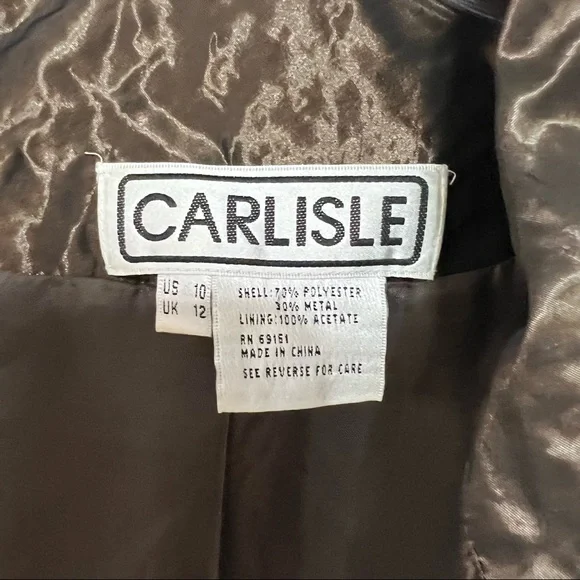 CARLISLE
US 10
UK 12
SHELL:70% POLYESTER
30% METAL
LINING:100% ACETATE
RN 69161
MADE IN CHINA
SEE REVERSE FOR CARE